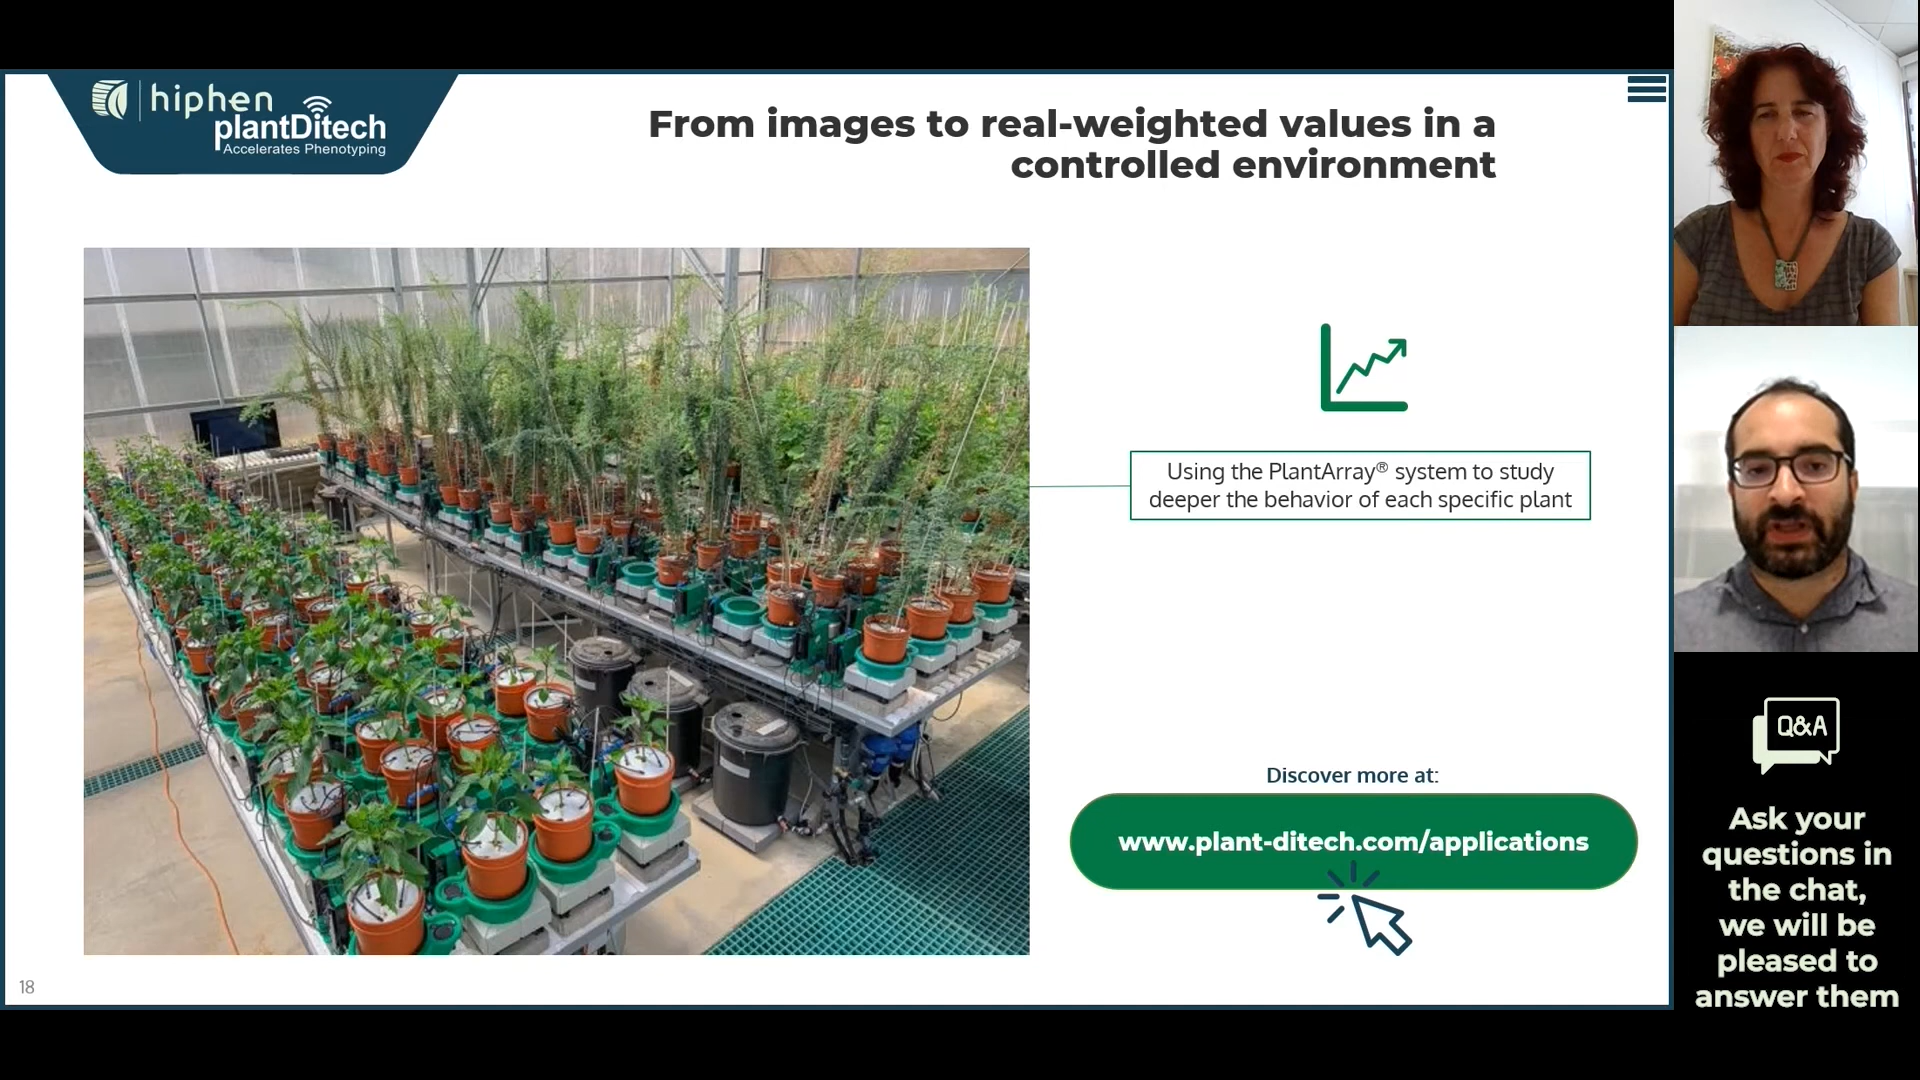 hiphen
plantDitech
Accelerates Phenotyping
From images to real-weighted values in a
controlled environment
Using the PlantArray® system to study
deeper the behavior of each specific plant
Discover more at:
www.plant-ditech.com/applications
18
Q&A
Ask your
questions in
the chat,
we will be
pleased to
answer them